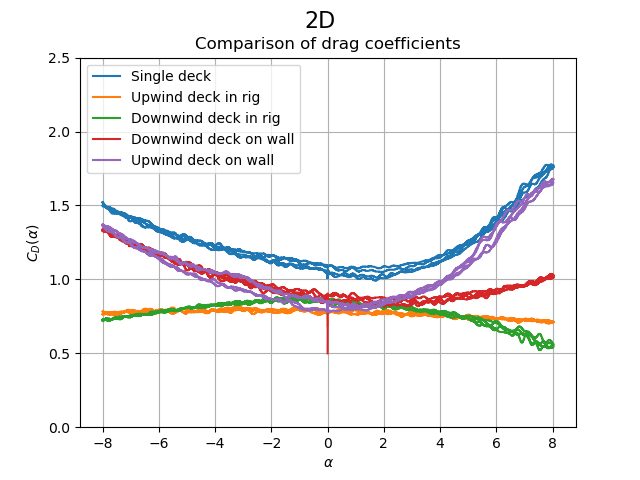 2D
Comparison of drag coefficients
C_D(α)
2.5
2.0
1.5
1.0
0.5
0.0
Single deck
Upwind deck in rig
Downwind deck in rig
Downwind deck on wall
Upwind deck on wall
−8 −6 −4 −2 0 2 4 6 8
α